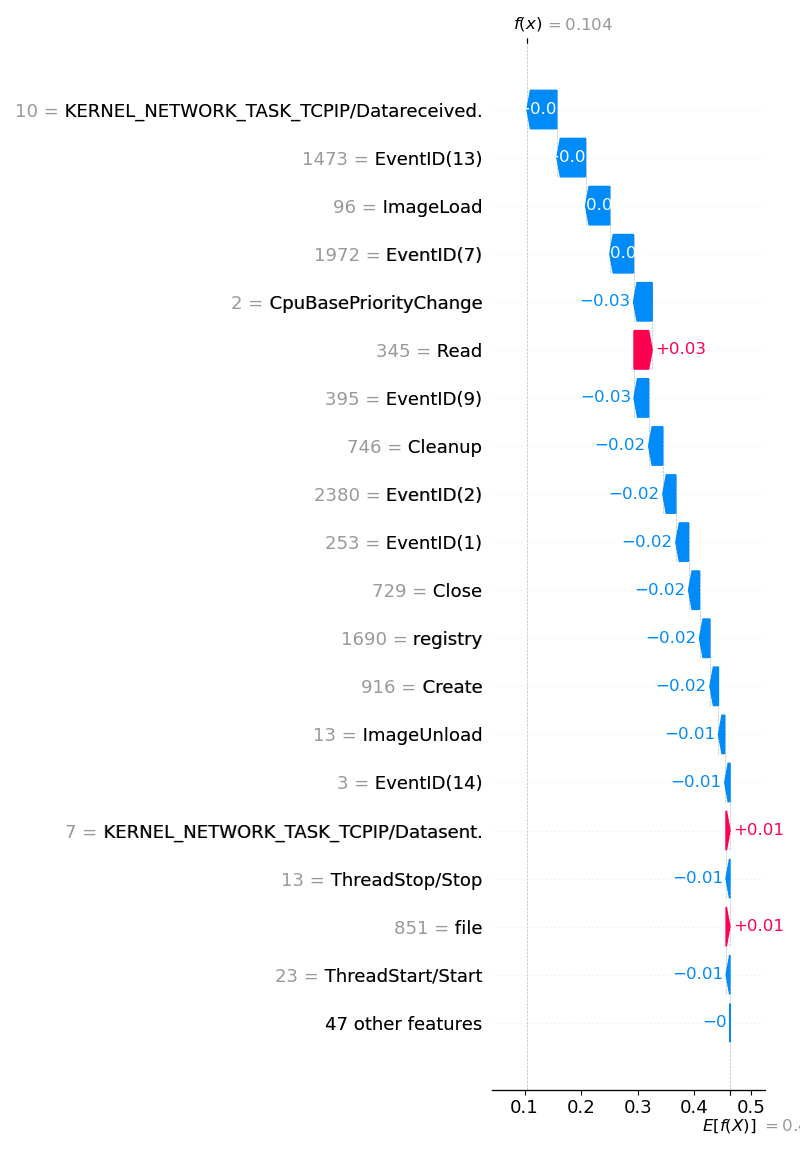 f(x) = 0.104
10 = KERNEL_NETWORK_TASK_TCPIP/Datareceived.
1473 = EventID(13)
96 = ImageLoad
1972 = EventID(7)
2 = CpuBasePriorityChange −0.03
345 = Read +0.03
395 = EventID(9) −0.03
746 = Cleanup −0.02
2380 = EventID(2) −0.02
253 = EventID(1) −0.02
729 = Close −0.02
1690 = registry −0.02
916 = Create −0.02
13 = ImageUnload −0.01
3 = EventID(14) −0.01
7 = KERNEL_NETWORK_TASK_TCPIP/Datasent. +0.01
13 = ThreadStop/Stop −0.01
851 = file +0.01
23 = ThreadStart/Start −0.01
47 other features −0
0.1 0.2 0.3 0.4 0.5
E[f(X)] =